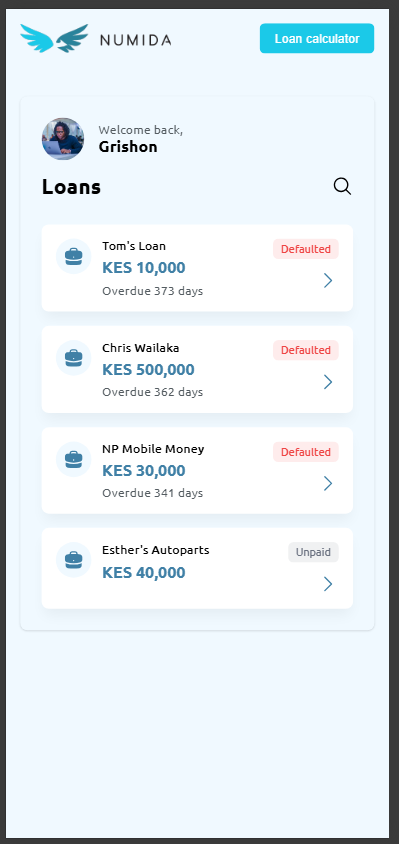 NUMIDA
Loan calculator
Welcome back,
Grishon
Loans
Tom's Loan
Defaulted
KES 10,000
Overdue 373 days
Chris Wailaka
Defaulted
KES 500,000
Overdue 362 days
NP Mobile Money
Defaulted
KES 30,000
Overdue 341 days
Esther's Autoparts
Unpaid
KES 40,000